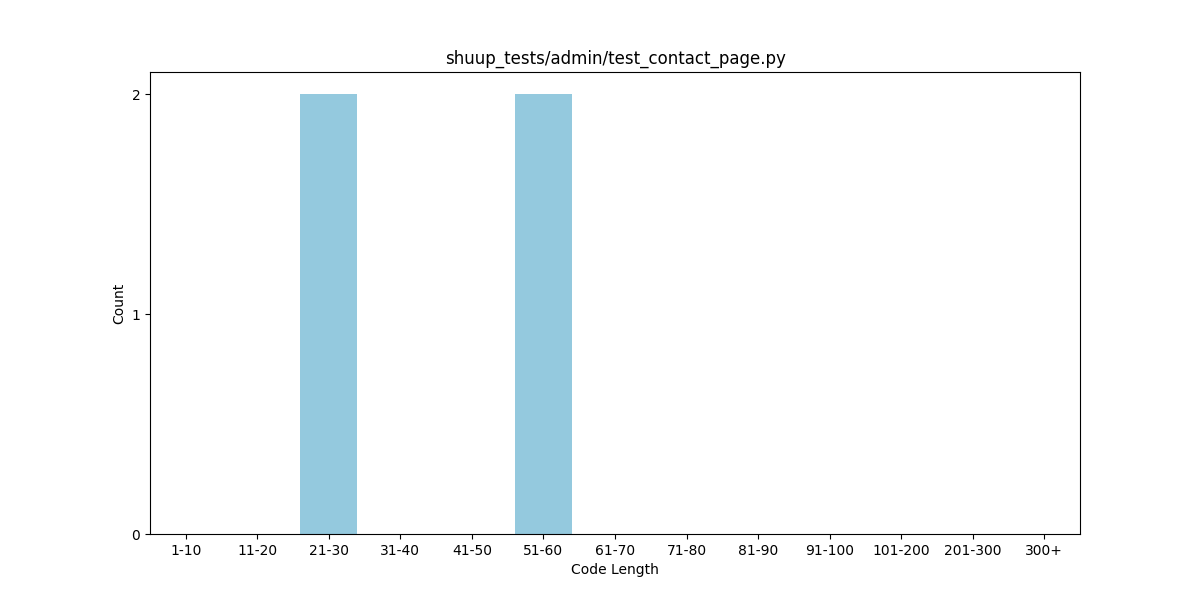 shuup_tests/admin/test_contact_page.py
2
1
0
Count
1-10 11-20 21-30 31-40 41-50 51-60 61-70 71-80 81-90 91-100 101-200 201-300 300+
Code Length